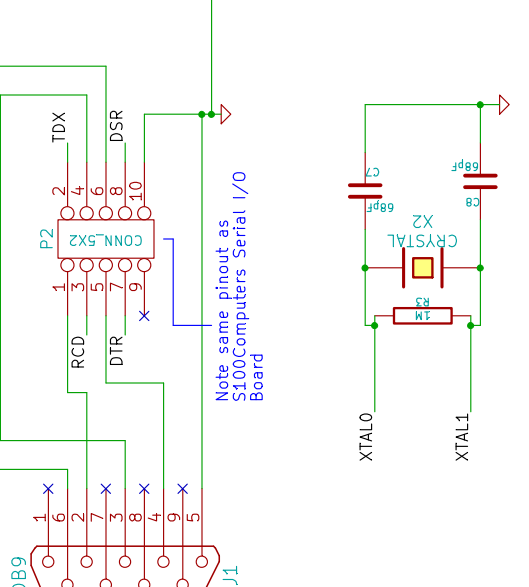 TDX
DSR
2
4
6
8
10
P2
CONN_5X2
1
3
5
7
9
RCD
DTR
Note same pinout as
S100Computers Serial I/O
Board
1
6
2
7
3
8
4
9
5
DB9
J1
C7
68pF
68pF
C8
X2
CRYSTAL
R3
1M
XTAL0
XTAL1